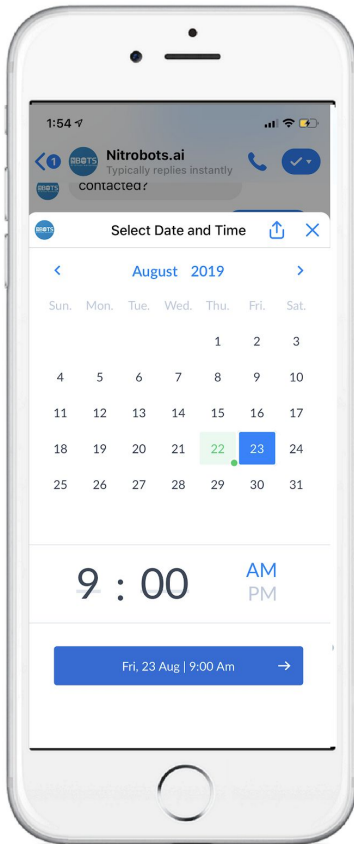 1:54
1
BOTS
Nitrobots.ai
Typically replies instantly
BOTS
contacted?
BOTS
Select Date and Time
August 2019
Sun. Mon. Tue. Wed. Thu. Fri. Sat.
1 2 3
4 5 6 7 8 9 10
11 12 13 14 15 16 17
18 19 20 21 22 23 24
25 26 27 28 29 30 31
9 : 00 AM
PM
Fri, 23 Aug | 9:00 Am →